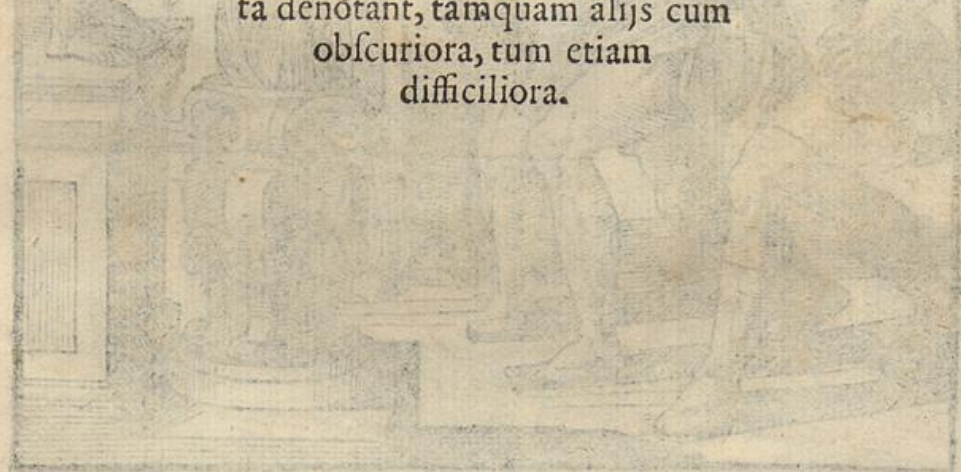 ta denotant, tamquam alijs cum
obſcuriora, tum etiam
difficiliora.